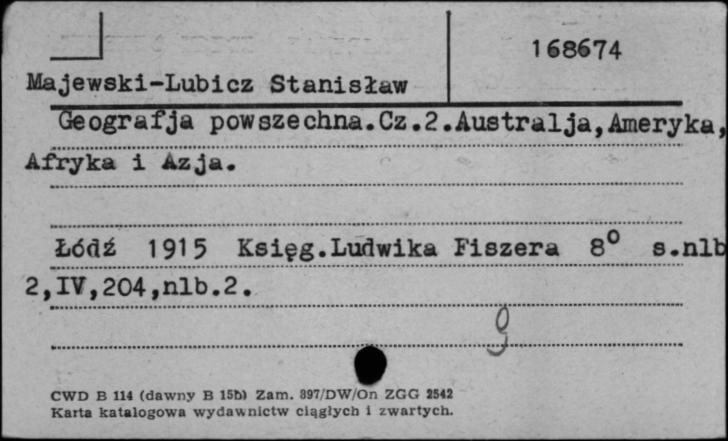 168674
Majewski-Lubicz Stanisław
Geografja powszechna.Cz.2.Australja,Ameryka,
Afryka i Azja.
Łódź 1915 Księg.Ludwika Fiszera 8° s.nlb
2,IV,204,nlb.2.
9
CWD B 114 (dawny B 15b) Zam. 897/DW/On ZGG 2542
Karta katalogowa wydawnictw ciągłych i zwartych.